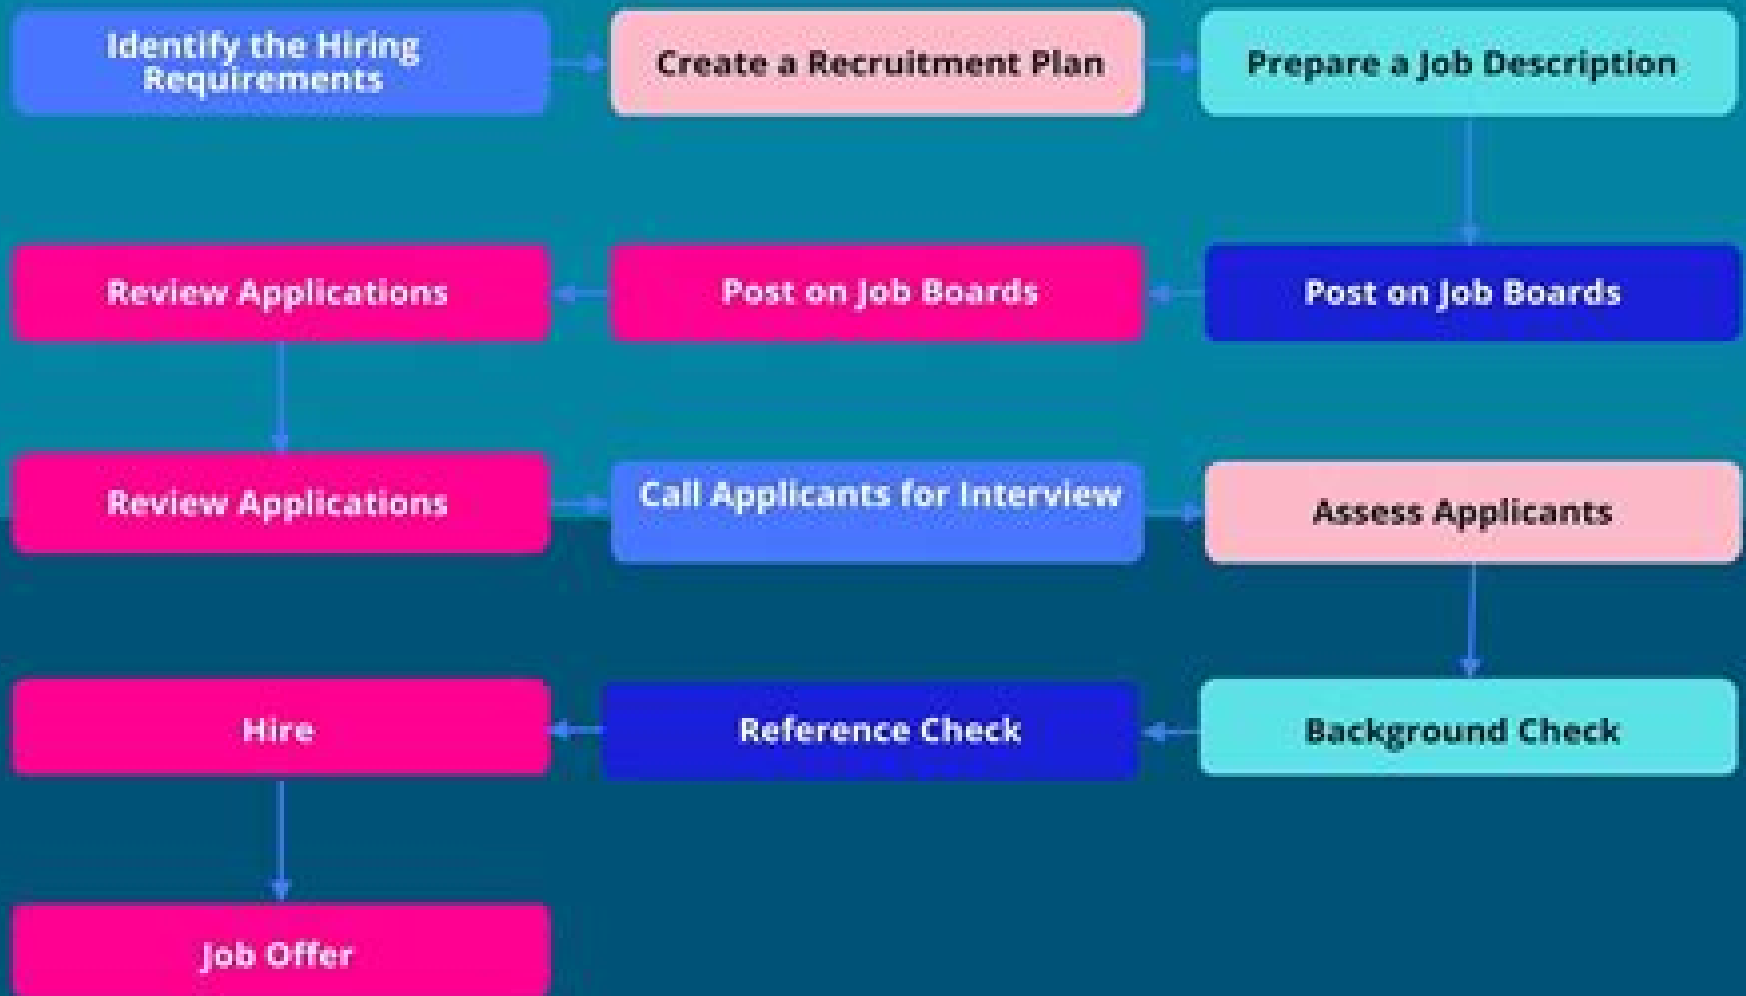 Identify the Hiring
Requirements
Create a Recruitment Plan
Prepare a Job Description
Post on Job Boards
Post on Job Boards
Review Applications
Review Applications
Call Applicants for Interview
Assess Applicants
Background Check
Reference Check
Hire
Job Offer